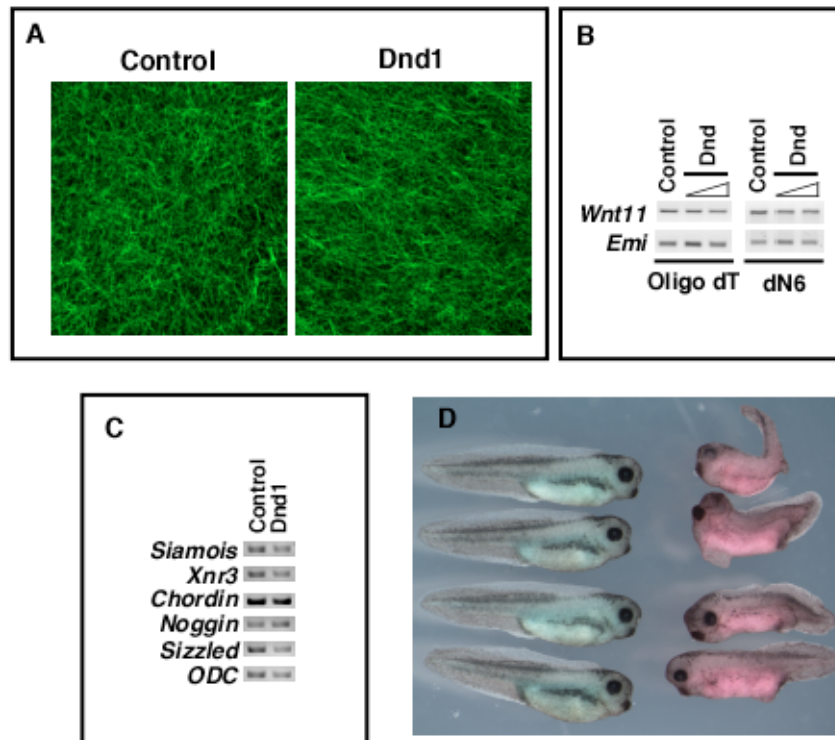 A
Control Dnd1
B
Control Dnd Control Dnd
Wnt11
Emi
Oligo dT dN6
C
Control Dnd1
Siamois
Xnr3
Chordin
Noggin
Sizzled
ODC
D